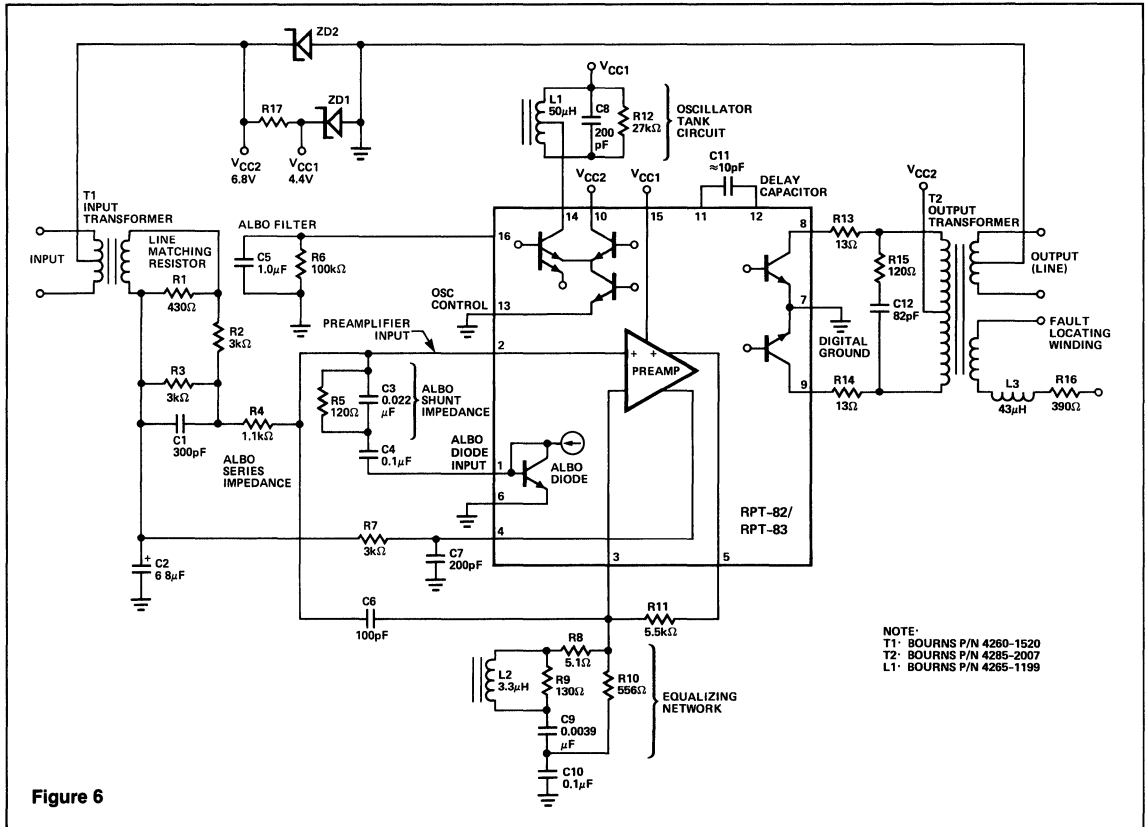 ZD2
R17
ZD1
VCC2
6.8V
VCC1
4.4V
VCC1
L1
50μH
C8
200
pF
R12
27kΩ
OSCILLATOR
TANK
CIRCUIT
VCC2
VCC1
C11
≈10pF
DELAY
CAPACITOR
14
10
15
11
12
T1
INPUT
TRANSFORMER
INPUT
LINE
MATCHING
RESISTOR
R1
430Ω
R2
3kΩ
R3
3kΩ
C1
300pF
R4
1.1kΩ
ALBO
SERIES
IMPEDANCE
ALBO FILTER
C5
1.0μF
R6
100kΩ
16
OSC
CONTROL
13
PREAMPLIFIER
INPUT
2
R5
120Ω
C3
0.022
μF
ALBO
SHUNT
IMPEDANCE
C4
0.1μF
ALBO
DIODE
INPUT
1
ALBO
DIODE
6
4
+
+
PREAMP
RPT-82/
RPT-83
3
5
8
7
9
DIGITAL
GROUND
R13
13Ω
R14
13Ω
R15
120Ω
C12
82pF
VCC2
T2
OUTPUT
TRANSFORMER
OUTPUT
(LINE)
FAULT
LOCATING
WINDING
L3
43μH
R16
390Ω
R7
3kΩ
C7
200pF
+
C2
6 8μF
C6
100pF
R11
5.5kΩ
R8
5.1Ω
L2
3.3μH
R9
130Ω
R10
556Ω
C9
0.0039
μF
C10
0.1μF
EQUALIZING
NETWORK
NOTE·
T1· BOURNS P/N 4260-1520
T2· BOURNS P/N 4285-2007
L1· BOURNS P/N 4265-1199
Figure 6